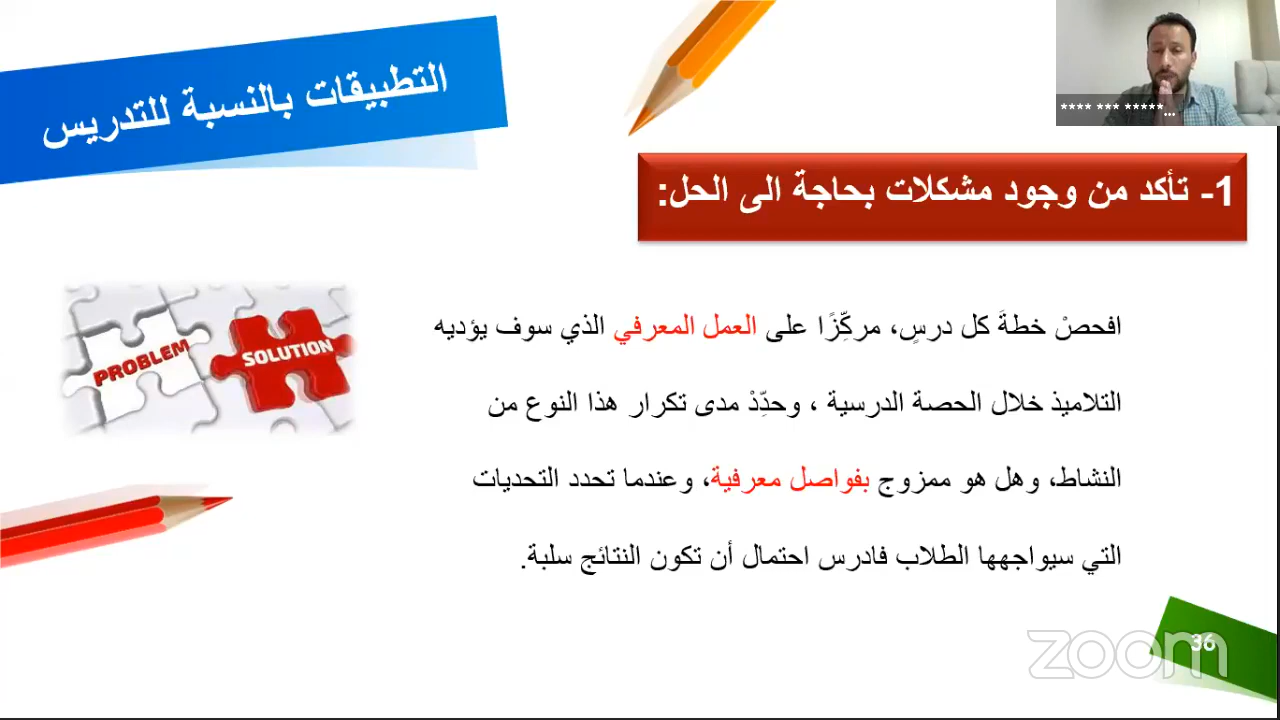 التطبيقات بالنسبة للتدريس
**** *** *****...
1- تأكد من وجود مشكلات بحاجة الى الحل:
افحصْ خطةَ كل درسٍ، مركِّزًا على العمل المعرفي الذي سوف يؤديه
التلاميذ خلال الحصة الدرسية ، وحدِّدْ مدى تكرار هذا النوع من
النشاط، وهل هو ممزوج بفواصل معرفية، وعندما تحدد التحديات
التي سيواجهها الطلاب فادرس احتمال أن تكون النتائج سلبة.
PROBLEM
SOLUTION
36
zoom